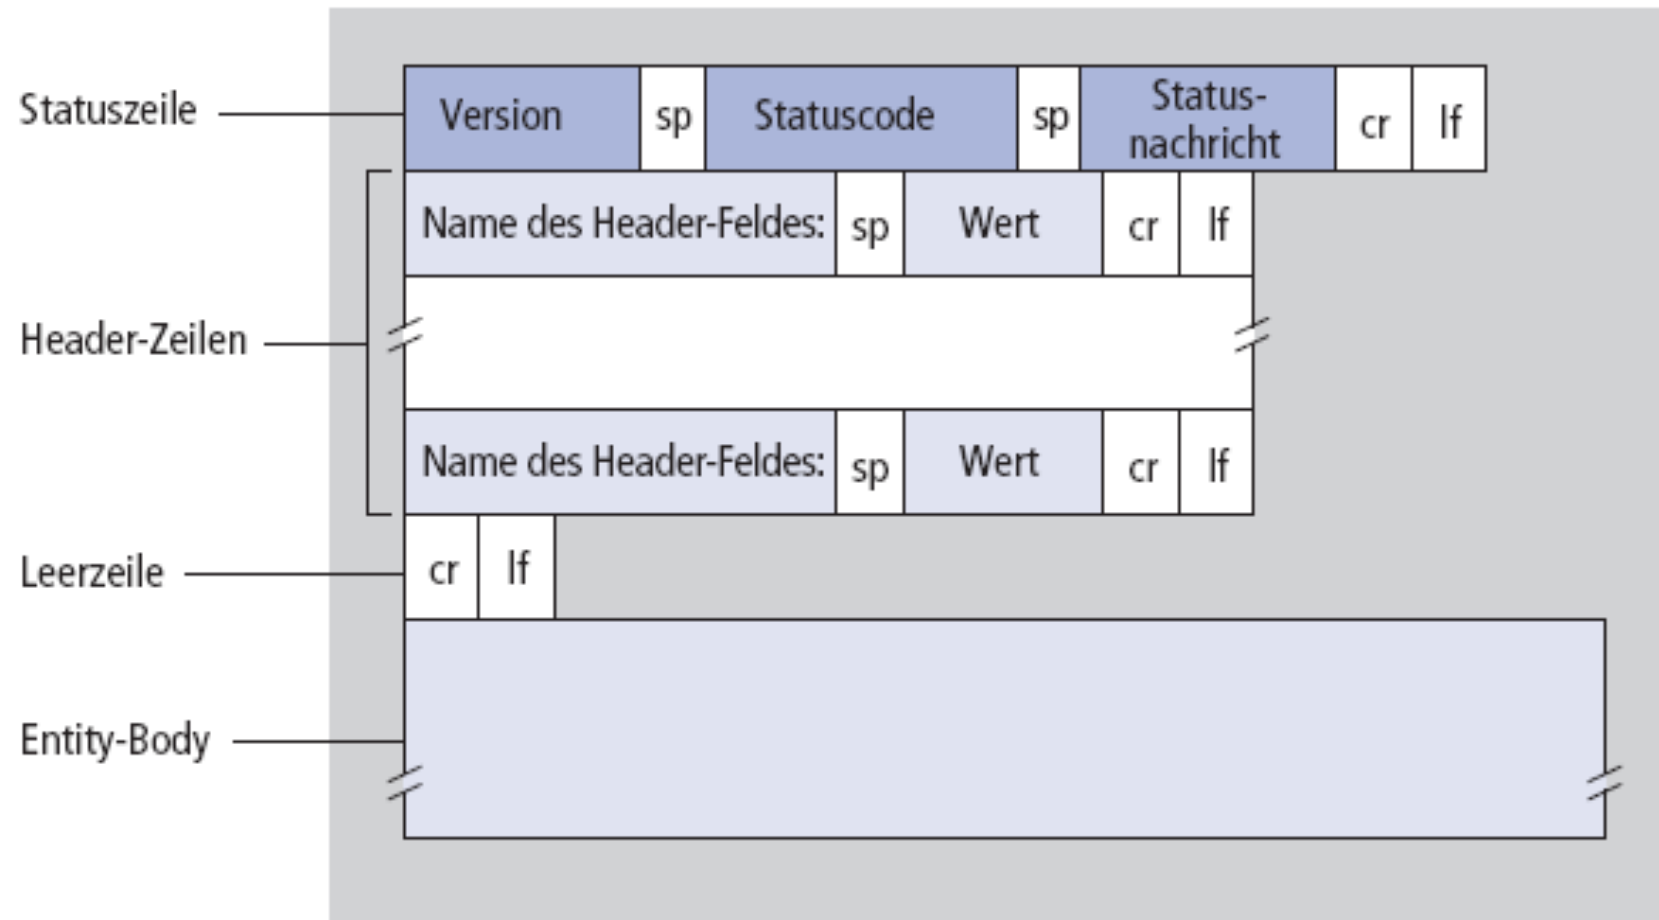 Statuszeile
Version sp Statuscode sp Status-
nachricht cr lf
Name des Header-Feldes: sp Wert cr lf
Header-Zeilen
Name des Header-Feldes: sp Wert cr lf
Leerzeile
cr lf
Entity-Body